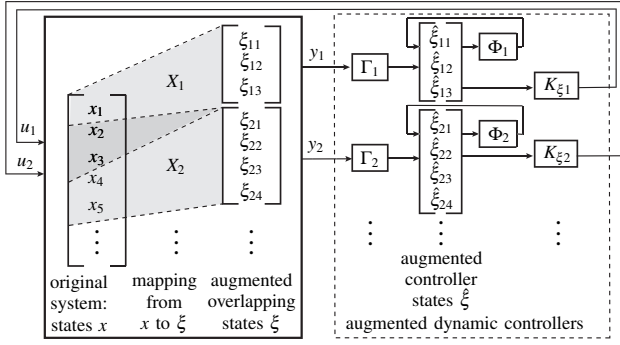 u₁
u₂
x₁
x₂
x₃
x₄
x₅
⋮ ⋮ ⋮
X₁
X₂
ξ₁₁
ξ₁₂
ξ₁₃
ξ₂₁
ξ₂₂
ξ₂₃
ξ₂₄
original
system:
states x
mapping
from
x to ξ
augmented
overlapping
states ξ
y₁
y₂
Γ₁
Γ₂
ξ̂₁₁
ξ̂₁₂
ξ̂₁₃
Φ₁
K_ξ1
ξ̂₂₁
ξ̂₂₂
ξ̂₂₃
ξ̂₂₄
Φ₂
K_ξ2
⋮ ⋮ ⋮
augmented
controller
states ξ̂
augmented dynamic controllers